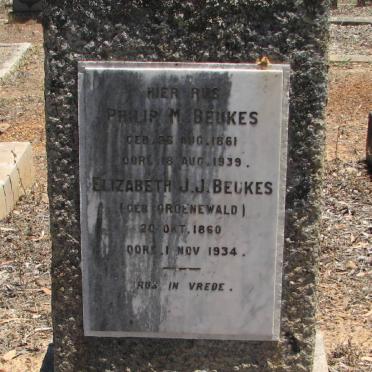 HIER RUS
PHILIP M. BEUKES
GEB. 26 AUG. 1861
OORL. 18 AUG. 1939.
ELIZABETH J.J. BEUKES
(GEB. GROENEWALD)
20 OKT. 1860
OORL. 1 NOV 1934.
RUS IN VREDE.